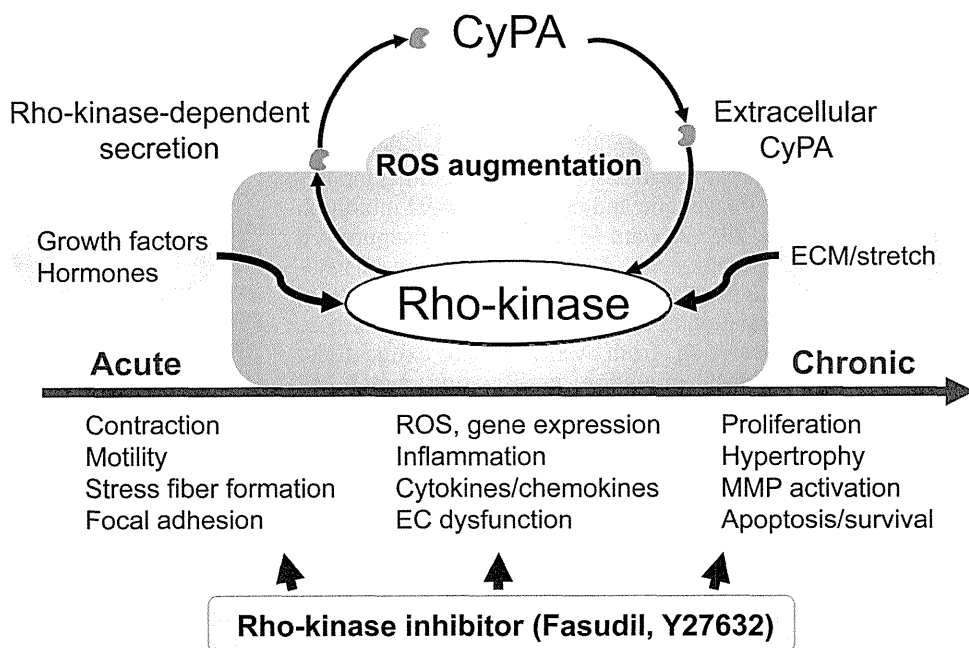 CyPA
Rho-kinase-dependent
secretion
Extracellular
CyPA
ROS augmentation
Growth factors
Hormones
ECM/stretch
Rho-kinase
Acute
Chronic
Contraction
Motility
Stress fiber formation
Focal adhesion
ROS, gene expression
Inflammation
Cytokines/chemokines
EC dysfunction
Proliferation
Hypertrophy
MMP activation
Apoptosis/survival
Rho-kinase inhibitor (Fasudil, Y27632)